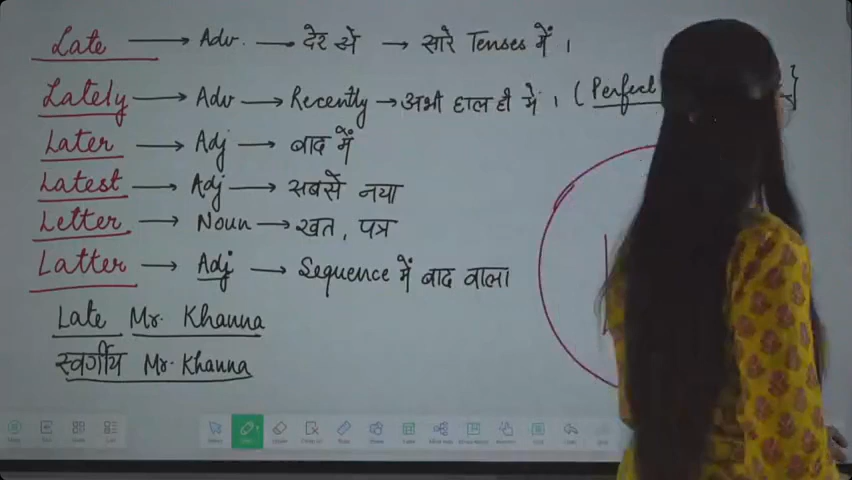 Late → Adv. → देर से → सारे Tenses में ।
Lately → Adv → Recently → अभी हाल ही में । ( Perfect
Later → Adj → बाद में
Latest → Adj → सबसे नया
Letter → Noun → खत, पत्र
Latter → Adj → Sequence में बाद वाला
Late Mr. Khanna
स्वर्गीय Mr. Khanna